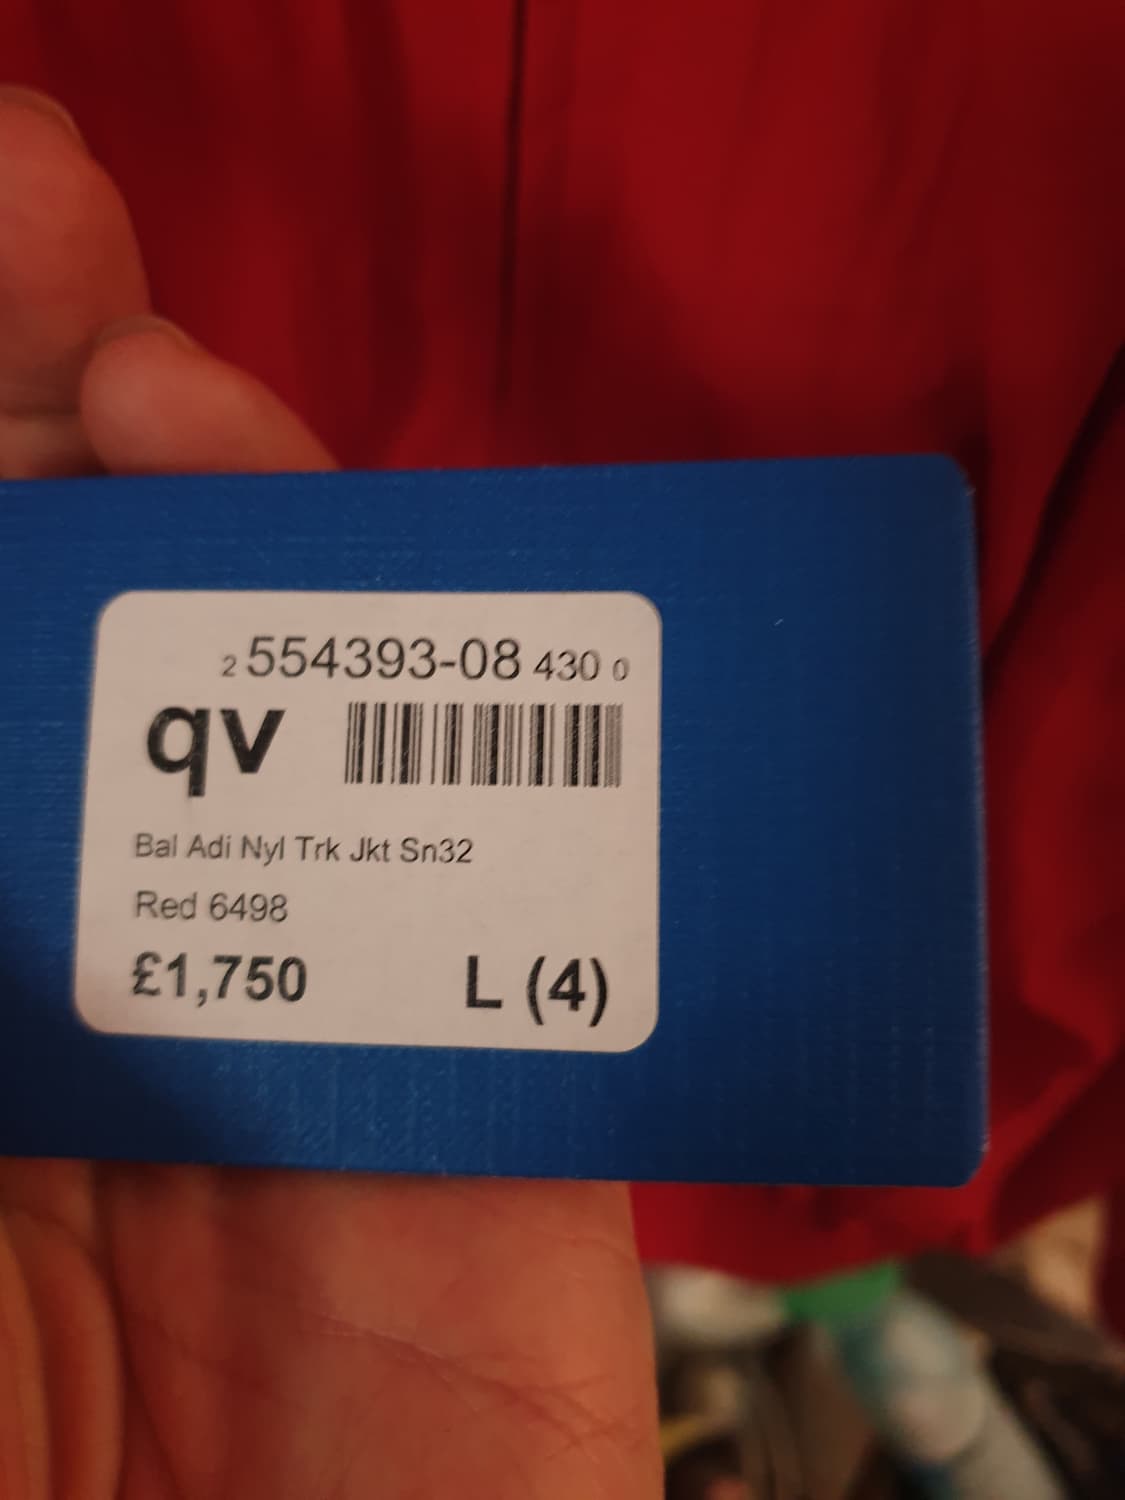 2 554393-08 430 0
qv
Bal Adi Nyl Trk Jkt Sn32
Red 6498
£1,750 L (4)